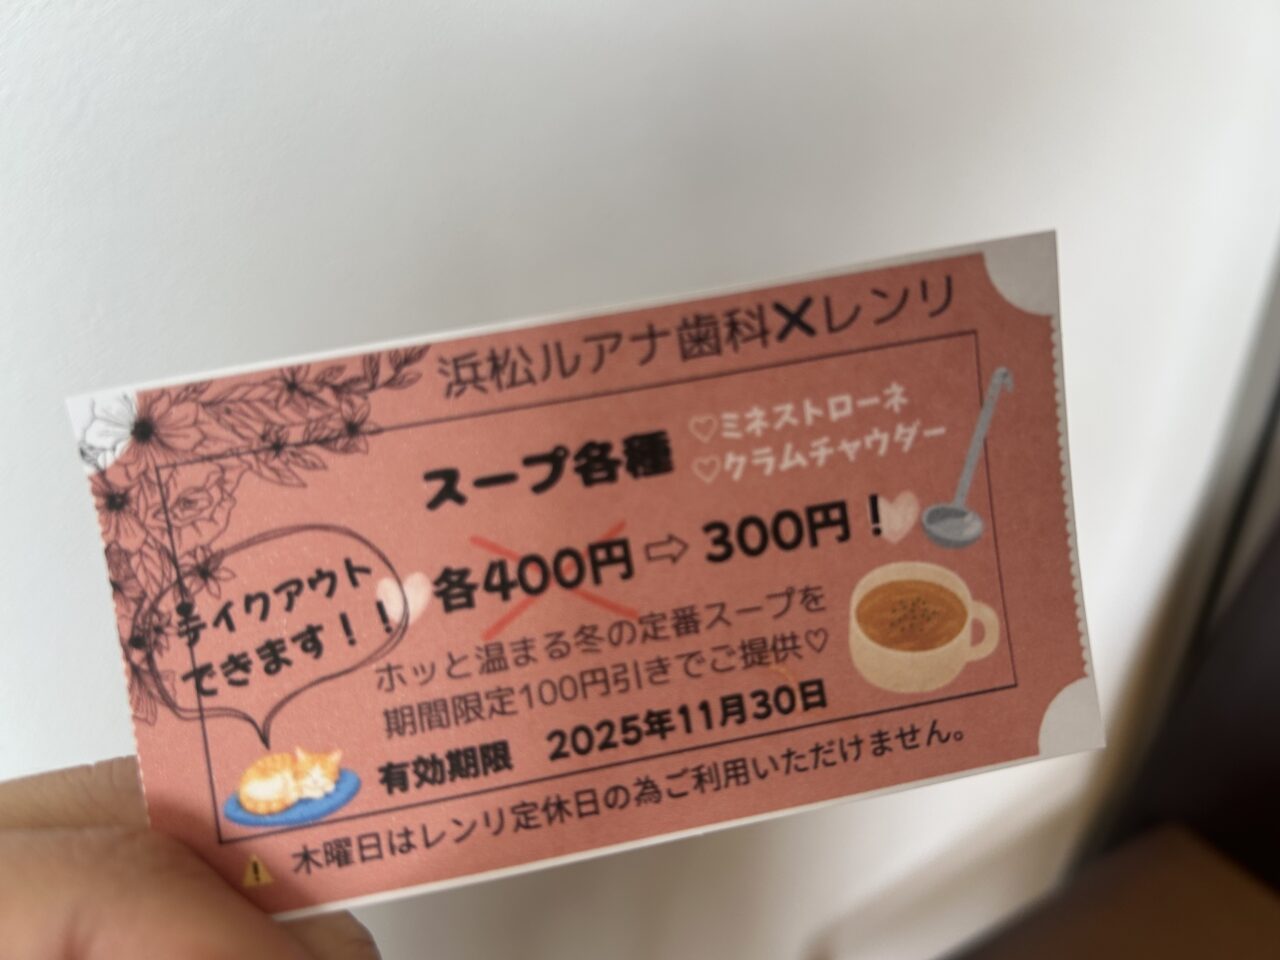 浜松ルアナ歯科✕レンリ
スープ各種
♡ミネストローネ
♡クラムチャウダー
各400円⇨300円！
テイクアウト
できます！！
ホッと温まる冬の定番スープを
期間限定100円引きでご提供♡
有効期限　2025年11月30日
⚠ 木曜日はレンリ定休日の為ご利用いただけません。